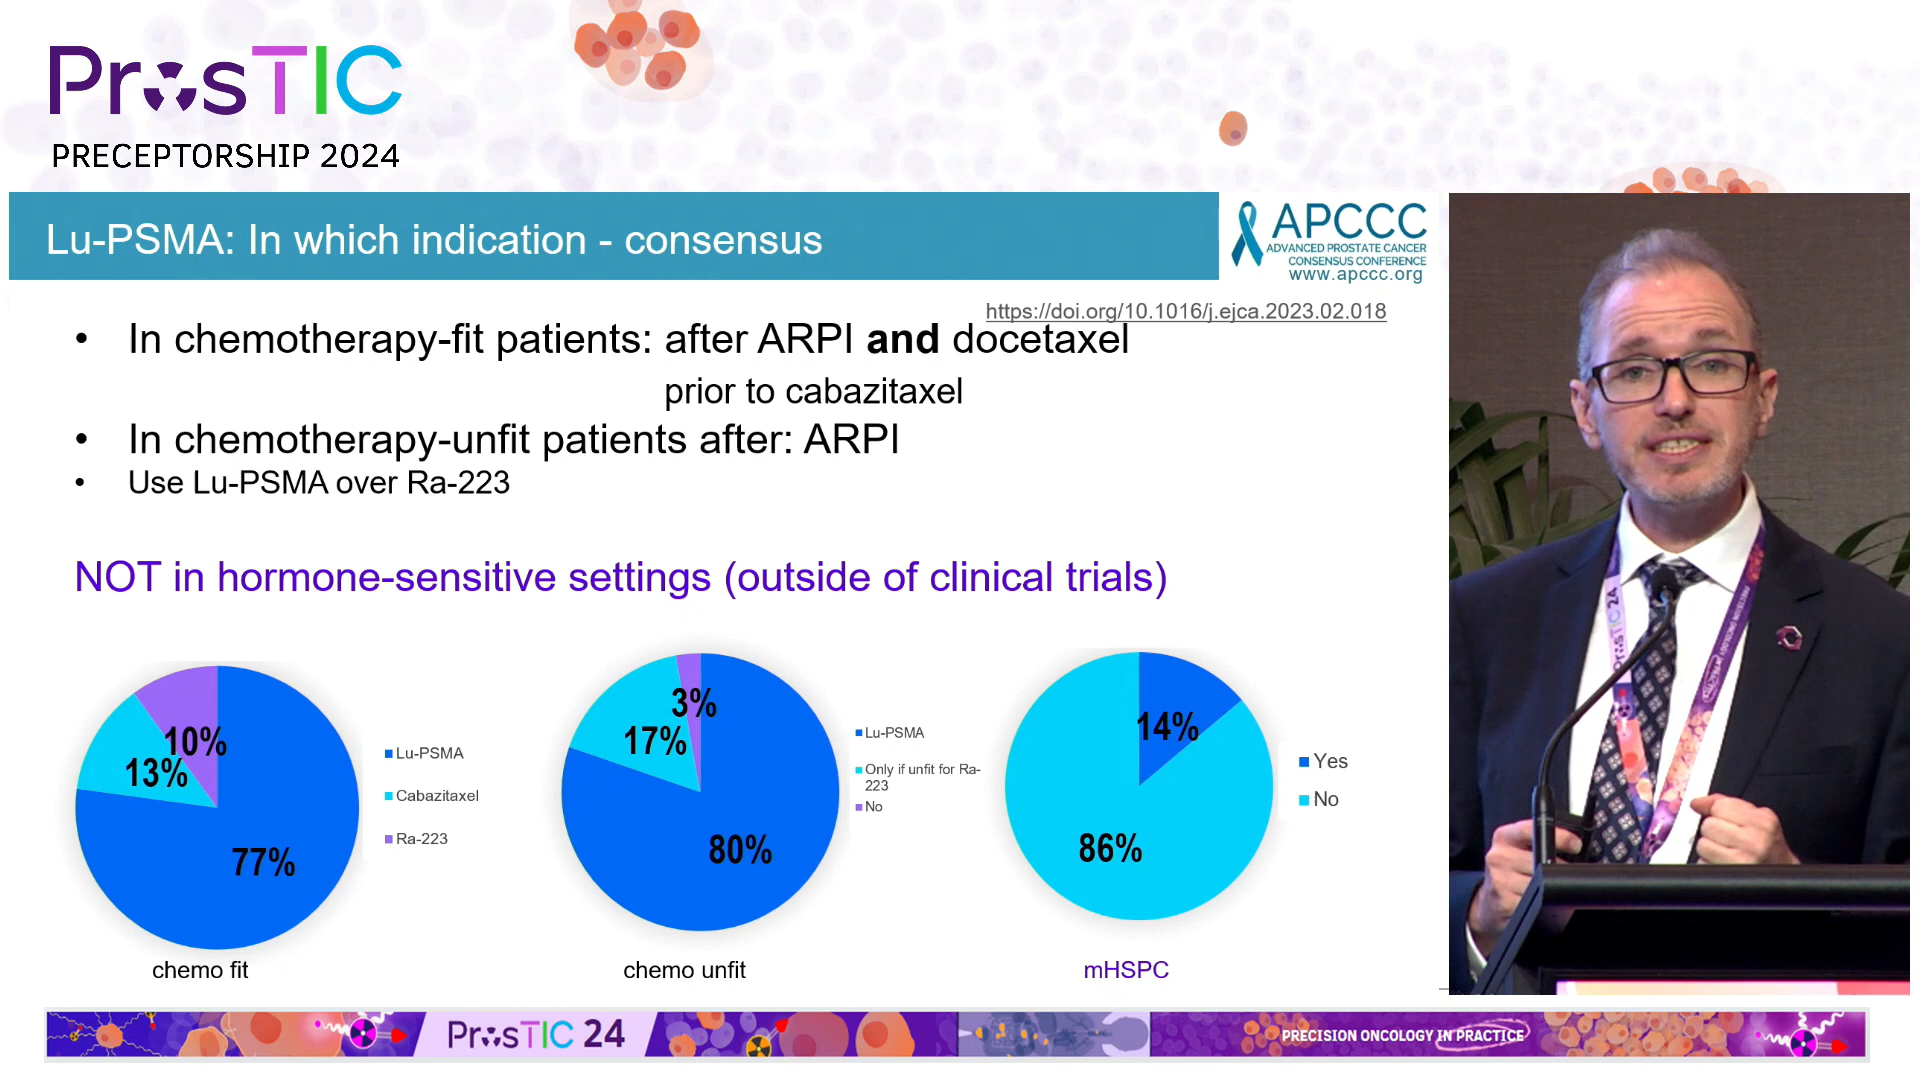 ProsTIC
PRECEPTORSHIP 2024
Lu-PSMA: In which indication - consensus
APCCC
ADVANCED PROSTATE CANCER
CONSENSUS CONFERENCE
www.apccc.org
https://doi.org/10.1016/j.ejca.2023.02.018
• In chemotherapy-fit patients: after ARPI and docetaxel
prior to cabazitaxel
• In chemotherapy-unfit patients after: ARPI
• Use Lu-PSMA over Ra-223
NOT in hormone-sensitive settings (outside of clinical trials)
10%
13%
77%
Lu-PSMA
Cabazitaxel
Ra-223
chemo fit
3%
17%
80%
Lu-PSMA
Only if unfit for Ra-
223
No
chemo unfit
14%
86%
Yes
No
mHSPC
ProsTIC 24
ProsTIC 24
PRECISION ONCOLOGY IN PRACTICE